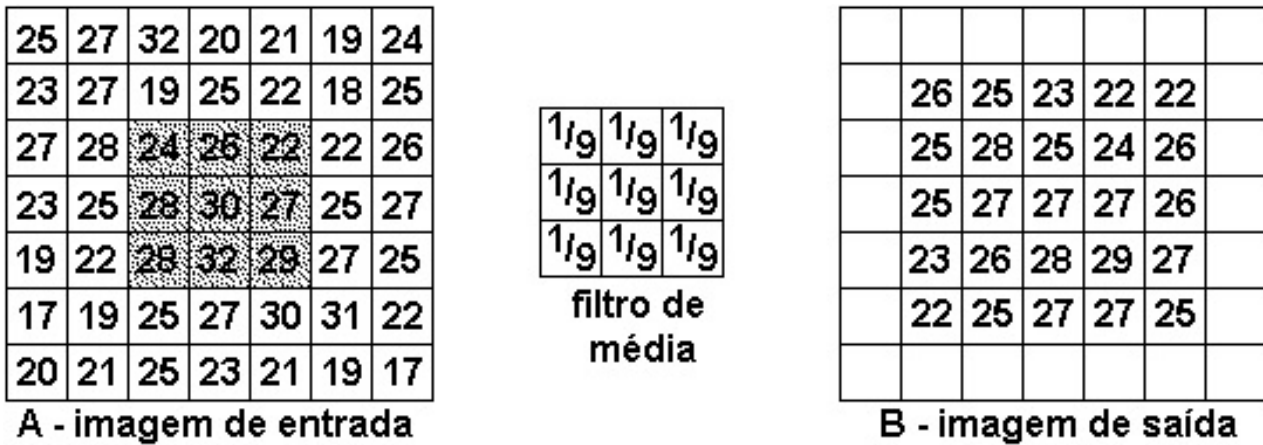 25 27 32 20 21 19 24
23 27 19 25 22 18 25
27 28 24 26 22 22 26
23 25 28 30 27 25 27
19 22 28 32 29 27 25
17 19 25 27 30 31 22
20 21 25 23 21 19 17
A - imagem de entrada
1/9 1/9 1/9
1/9 1/9 1/9
1/9 1/9 1/9
filtro de
média
26 25 23 22 22
25 28 25 24 26
25 27 27 27 26
23 26 28 29 27
22 25 27 27 25
B - imagem de saída